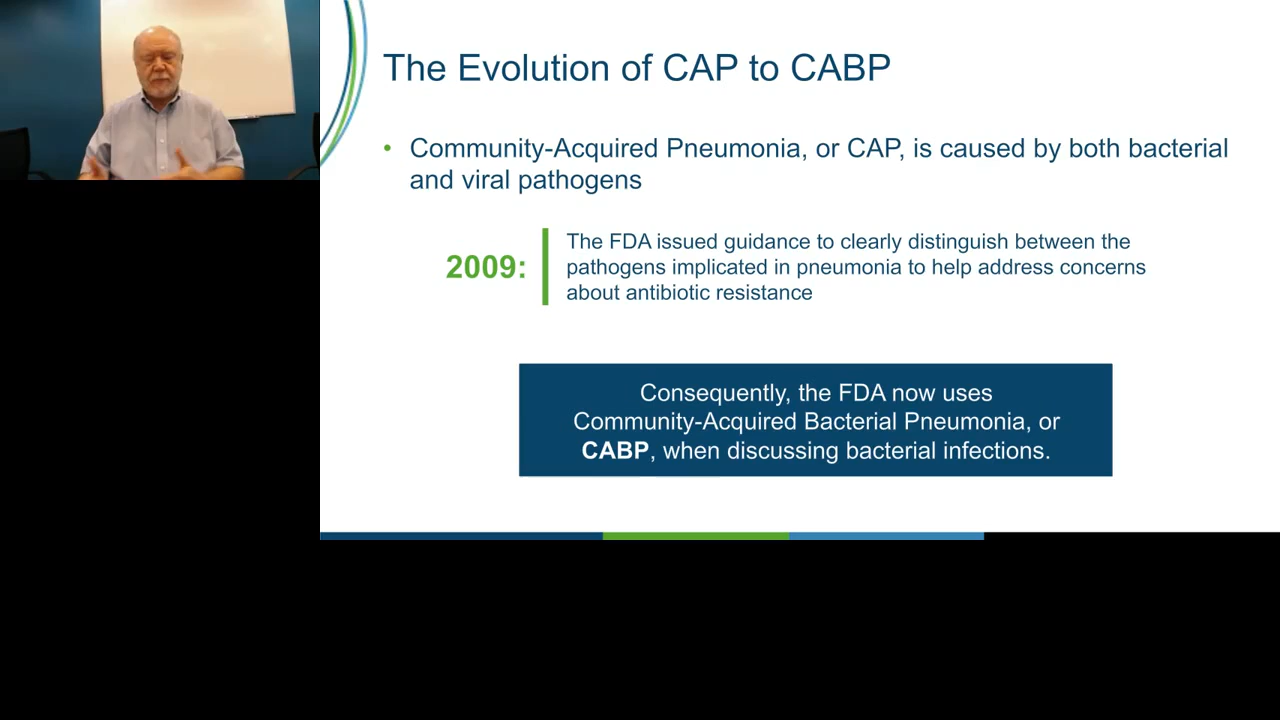 The Evolution of CAP to CABP
• Community-Acquired Pneumonia, or CAP, is caused by both bacterial
and viral pathogens
2009:
The FDA issued guidance to clearly distinguish between the
pathogens implicated in pneumonia to help address concerns
about antibiotic resistance
Consequently, the FDA now uses
Community-Acquired Bacterial Pneumonia, or
CABP, when discussing bacterial infections.